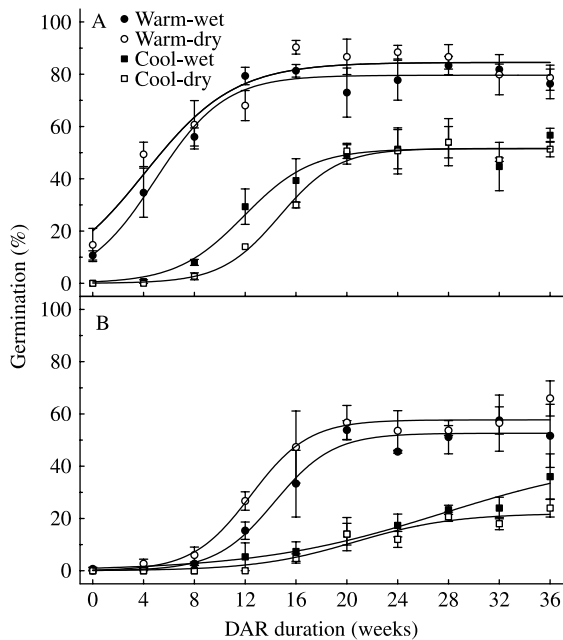 A
Warm-wet
Warm-dry
Cool-wet
Cool-dry
100
80
60
40
20
0
B
100
80
60
40
20
0
Germination (%)
0 4 8 12 16 20 24 28 32 36
DAR duration (weeks)